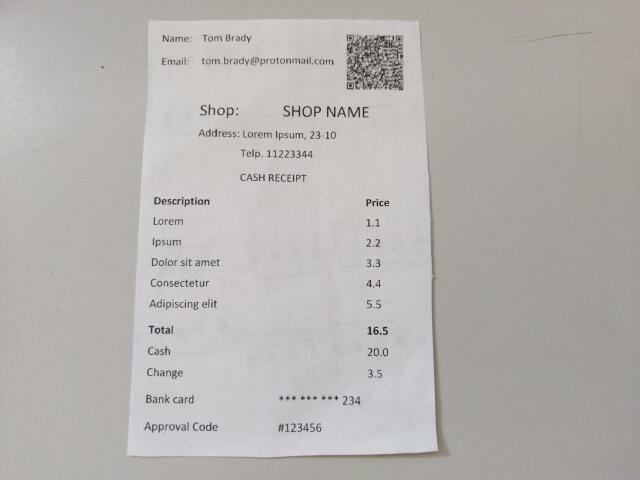 Name: Tom Brady
Email: tom.brady@protonmail.com
Shop: SHOP NAME
Address: Lorem Ipsum, 23-10
Telp. 11223344
CASH RECEIPT
Description Price
Lorem 1.1
Ipsum 2.2
Dolor sit amet 3.3
Consectetur 4.4
Adipiscing elit 5.5
Total 16.5
Cash 20.0
Change 3.5
Bank card *** *** *** 234
Approval Code #123456